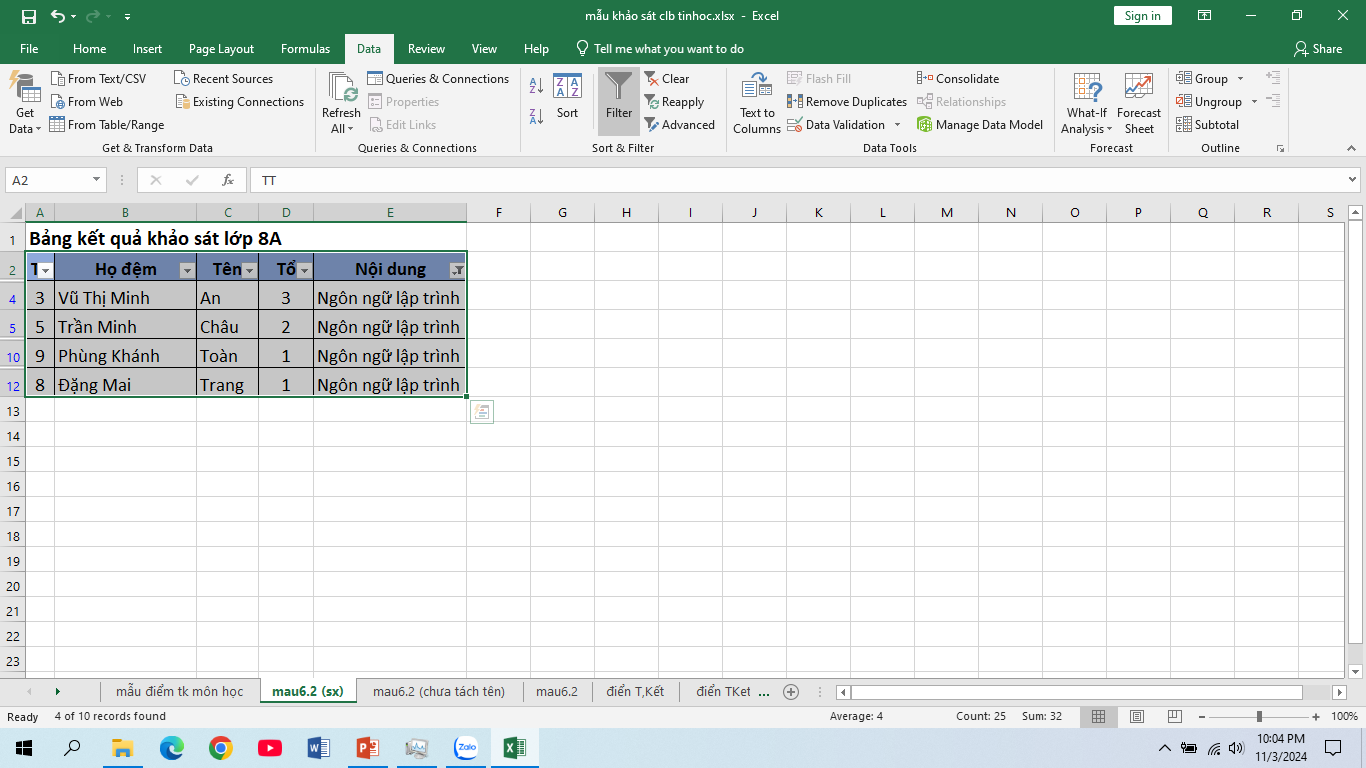 mẫu khảo sát clb tinhoc.xlsx - Excel
Sign in
File Home Insert Page Layout Formulas Data Review View Help Tell me what you want to do Share
Get Data
From Text/CSV
From Web
From Table/Range
Recent Sources
Existing Connections
Get & Transform Data
Refresh All
Queries & Connections
Properties
Edit Links
Queries & Connections
Sort
Filter
Clear
Reapply
Advanced
Sort & Filter
Text to Columns
Flash Fill
Remove Duplicates
Data Validation
Consolidate
Relationships
Manage Data Model
Data Tools
What-If Analysis
Forecast Sheet
Forecast
Group
Ungroup
Subtotal
Outline
A2 fx TT
A B C D E F G H I J K L M N O P Q R S
1 Bảng kết quả khảo sát lớp 8A
2 T Họ đệm Tên Tổ Nội dung
4 3 Vũ Thị Minh An 3 Ngôn ngữ lập trình
5 5 Trần Minh Châu 2 Ngôn ngữ lập trình
10 9 Phùng Khánh Toàn 1 Ngôn ngữ lập trình
12 8 Đặng Mai Trang 1 Ngôn ngữ lập trình
13
14
15
16
17
18
19
20
21
22
23
mẫu điểm tk môn học mau6.2 (sx) mau6.2 (chưa tách tên) mau6.2 điển T,Kết điển TKet ...
Ready 4 of 10 records found Average: 4 Count: 25 Sum: 32 100%
Zalo
10:04 PM
11/3/2024